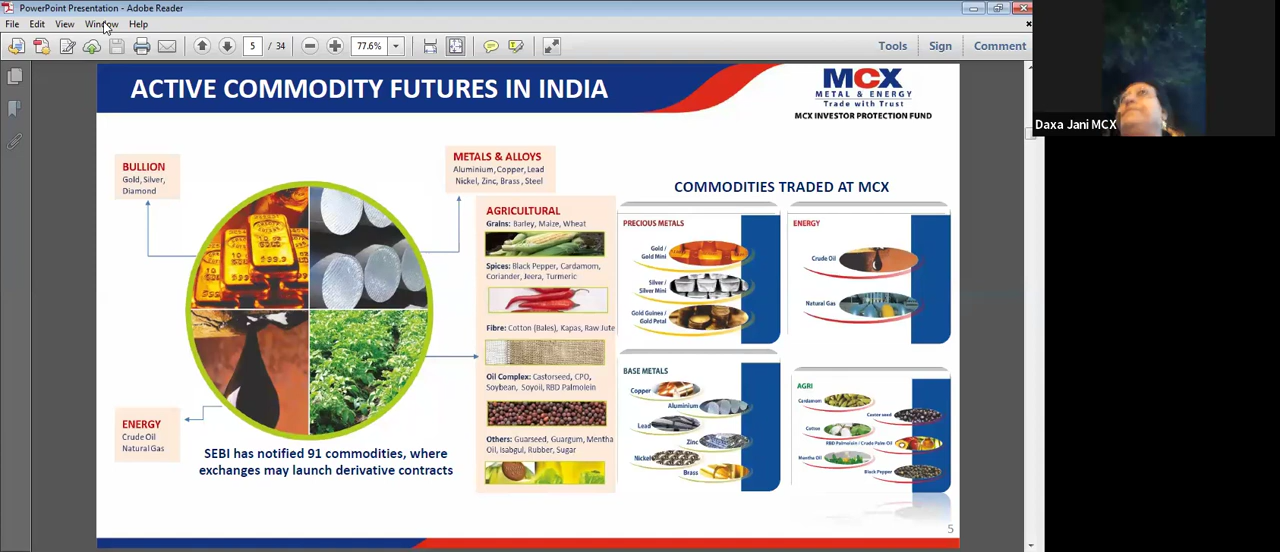 PowerPoint Presentation - Adobe Reader
File Edit View Window Help
5 / 34
77.6%
Tools Sign Comment
ACTIVE COMMODITY FUTURES IN INDIA
MCX
METAL & ENERGY
Trade with Trust
MCX INVESTOR PROTECTION FUND
Daxa Jani MCX
BULLION
Gold, Silver,
Diamond
METALS & ALLOYS
Aluminium, Copper, Lead
Nickel, Zinc, Brass , Steel
ENERGY
Crude Oil
Natural Gas
SEBI has notified 91 commodities, where
exchanges may launch derivative contracts
AGRICULTURAL
Grains: Barley, Maize, Wheat
Spices: Black Pepper, Cardamom,
Coriander, Jeera, Turmeric
Fibre: Cotton (Bales), Kapas, Raw Jute
Oil Complex: Castorseed, CPO,
Soybean, Soyoil, RBD Palmolein
Others: Guarseed, Guargum, Mentha
Oil, Isabgul, Rubber, Sugar
COMMODITIES TRADED AT MCX
PRECIOUS METALS
Gold /
Gold Mini
Silver /
Silver Mini
Gold Guinea /
Gold Petal
ENERGY
Crude Oil
Natural Gas
BASE METALS
Copper
Aluminium
Lead
Zinc
Nickel
Brass
AGRI
Cardamom
Castor seed
Cotton
RBD Palmolein / Crude Palm Oil
Mentha Oil
Black Pepper
5